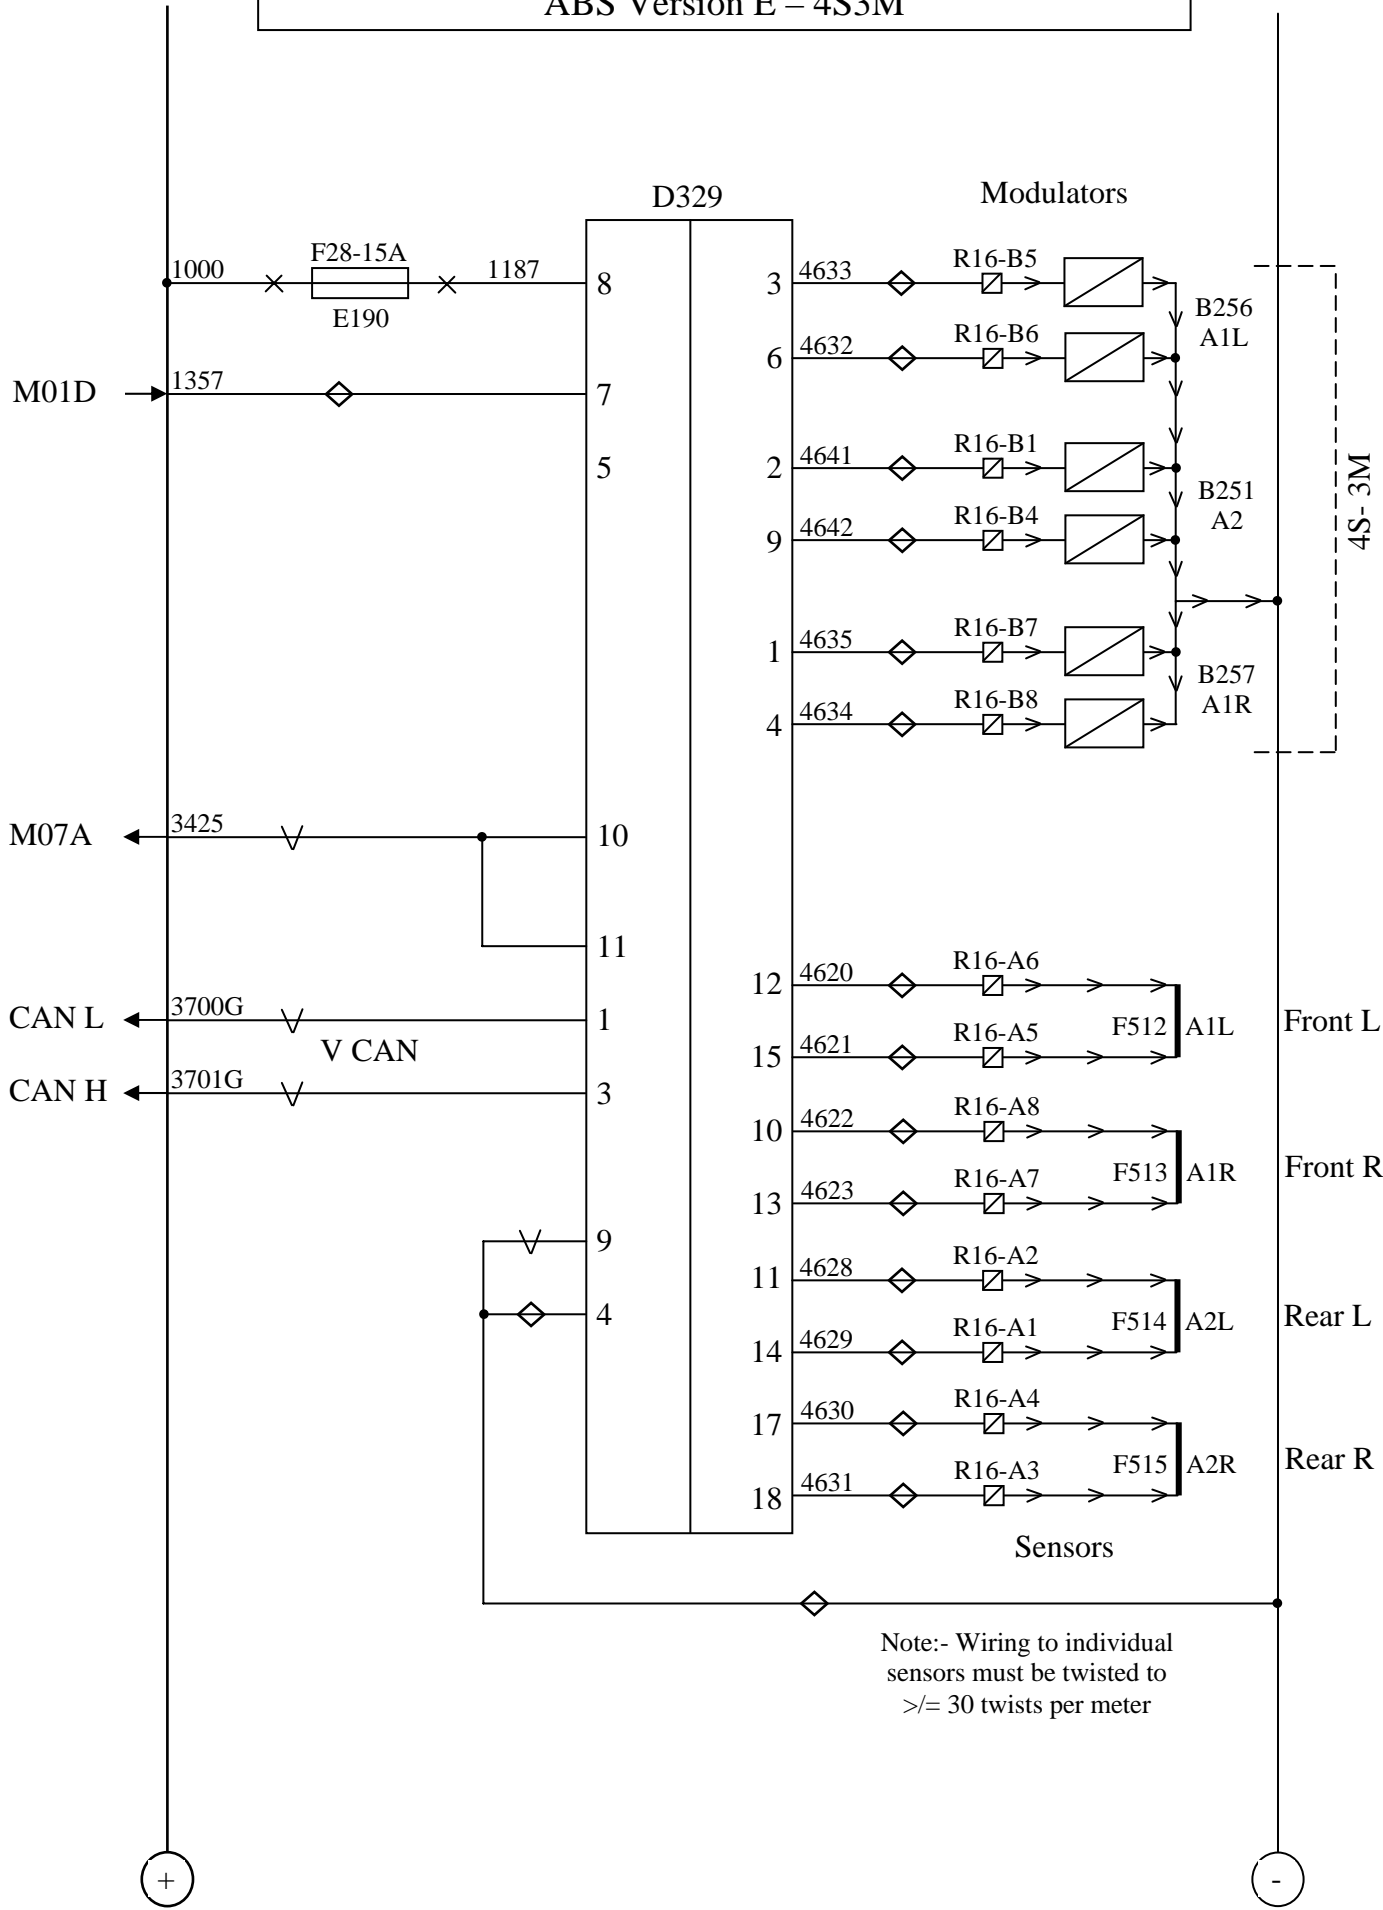 ABS Version E – 4S3M
D329
Modulators
1000
F28-15A
1187
E190
8
3
4633
R16-B5
B256
A1L
6
4632
R16-B6
M01D
1357
7
5
2
4641
R16-B1
B251
A2
9
4642
R16-B4
4S- 3M
1
4635
R16-B7
B257
A1R
4
4634
R16-B8
M07A
3425
10
11
12
4620
R16-A6
CAN L
3700G
1
F512
A1L
Front L
V CAN
15
4621
R16-A5
CAN H
3701G
3
10
4622
R16-A8
F513
A1R
Front R
13
4623
R16-A7
9
11
4628
R16-A2
4
F514
A2L
Rear L
14
4629
R16-A1
17
4630
R16-A4
F515
A2R
Rear R
18
4631
R16-A3
Sensors
Note:- Wiring to individual
sensors must be twisted to
>/= 30 twists per meter
+
-